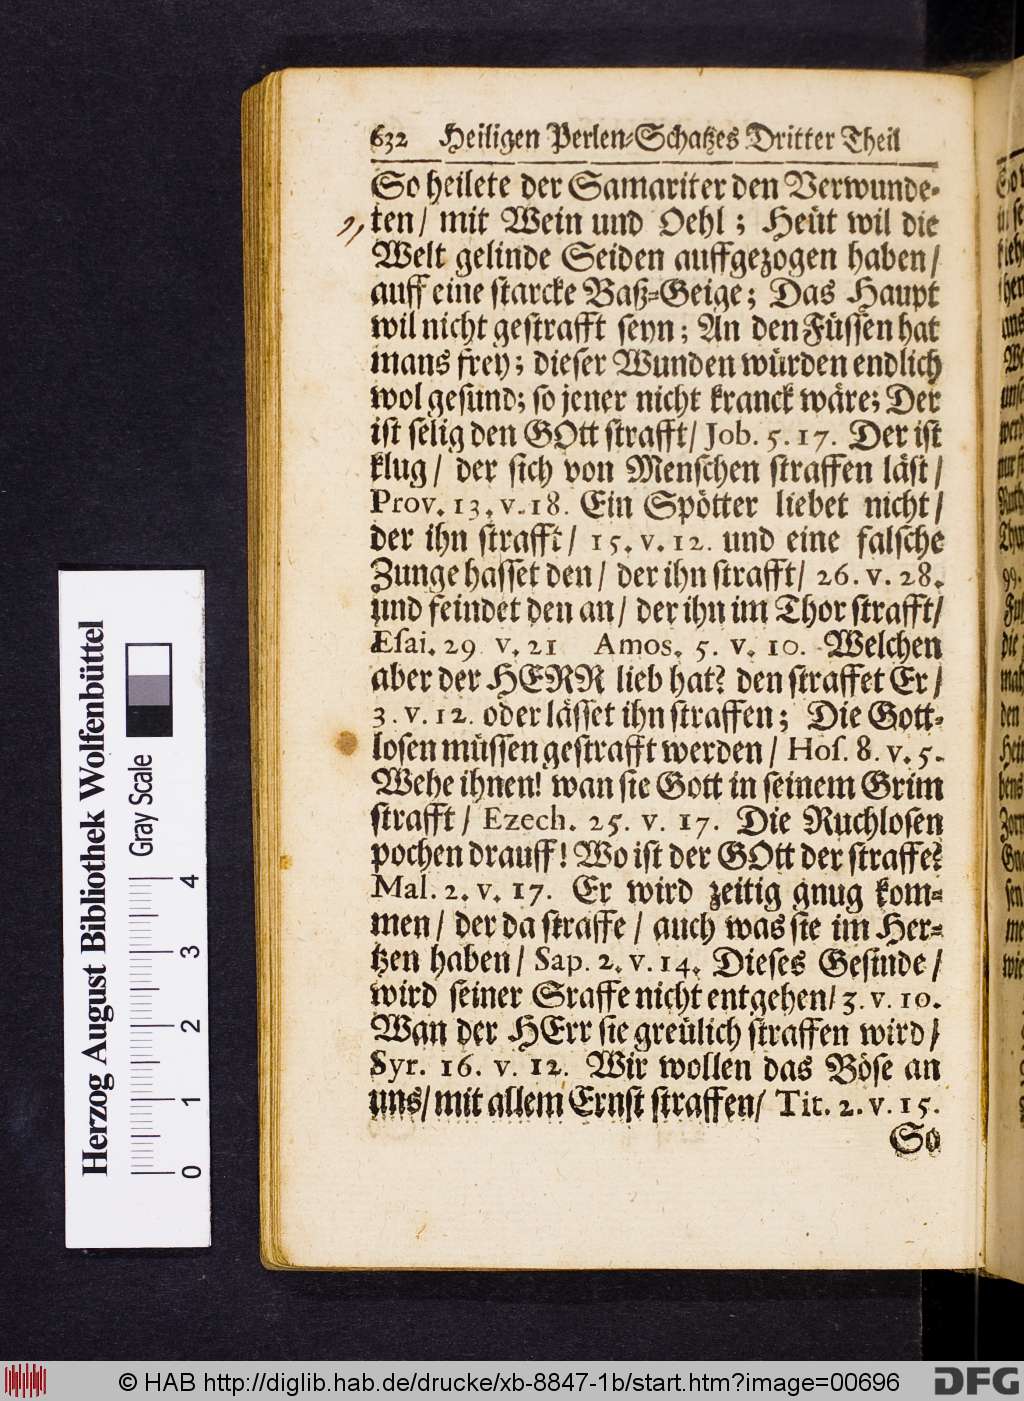 632 Heiligen Perlen=Schatzes Dritter Theil
So heilete der Samariter den Verwunde=
ten/ mit Wein und Oehl; Heüt wil die
Welt gelinde Seiden auffgezogen haben/
auff eine starcke Baß=Geige; Das Haupt
wil nicht gestrafft seyn; An den Füssen hat
mans frey; dieser Wunden würden endlich
wol gesund; so jener nicht kranck wäre; Der
ist selig den GOtt strafft/ Job. 5. 17. Der ist
klug/ der sich von Menschen straffen läst/
Prov. 13. v. 18. Ein Spötter liebet nicht/
der ihn strafft/ 15. v. 12. und eine falsche
Zunge hasset den/ der ihn strafft/ 26. v. 28.
und feindet den an/ der ihn im Thor strafft/
Esai. 29 v. 21 Amos. 5. v. 10. Welchen
aber der HERR lieb hat? den straffet Er/
3. v. 12. oder lässet ihn straffen; Die Gott=
losen müssen gestrafft werden/ Hos. 8. v. 5.
Wehe ihnen! wan sie Gott in seinem Grim
strafft/ Ezech. 25. v. 17. Die Ruchlosen
pochen drauff! Wo ist der GOtt der straffe?
Mal. 2. v. 17. Er wird zeitig gnug kom=
men/ der da straffe/ auch was sie im Her=
tzen haben/ Sap. 2. v. 14. Dieses Gesinde/
wird seiner Sraffe nicht entgehen/ 3. v. 10.
Wan der HErr sie greülich straffen wird/
Syr. 16. v. 12. Wir wollen das Böse an
uns/ mit allem Ernst straffen/ Tit. 2. v. 15.
So
Herzog August Bibliothek Wolfenbüttel
Gray Scale
0 1 2 3 4
© HAB http://diglib.hab.de/drucke/xb-8847-1b/start.htm?image=00696
DFG